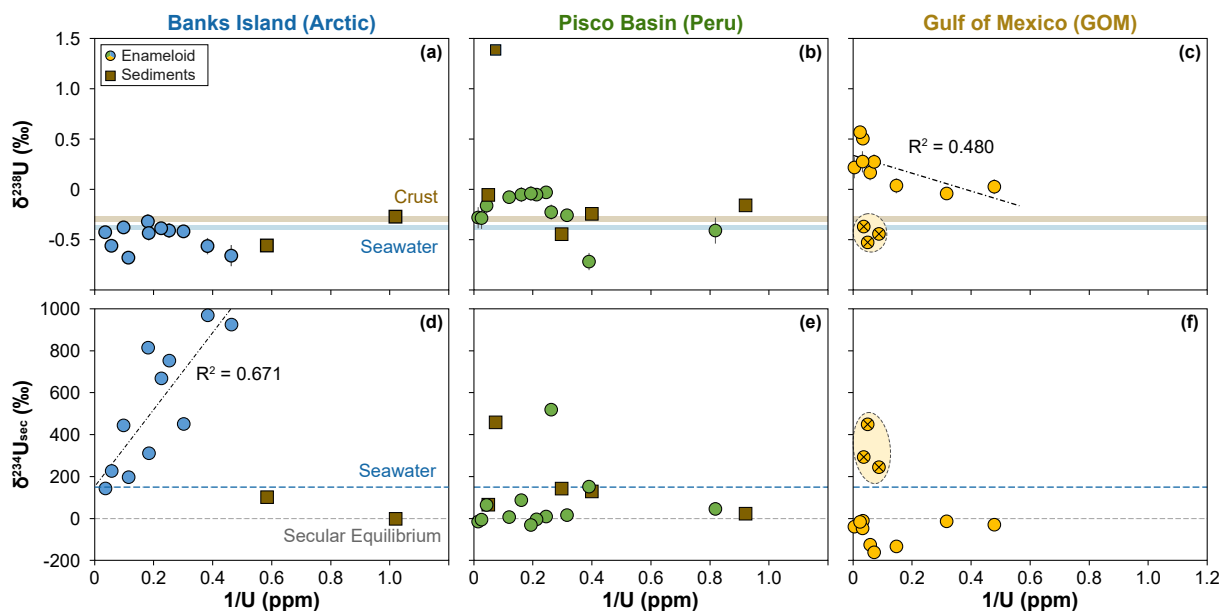 Banks Island (Arctic) Pisco Basin (Peru) Gulf of Mexico (GOM)
1.5
1.0
0.5
0
-0.5
-1.0
δ²³⁸U (‰)
Enameloid
Sediments
(a)
Crust
Seawater
(b)
(c)
R² = 0.480
1000
800
600
400
200
0
-200
δ²³⁴Usec (‰)
(d)
R² = 0.671
Seawater
Secular Equilibrium
(e)
(f)
0 0.2 0.4 0.6 0.8 1.0
0 0.2 0.4 0.6 0.8 1.0
0 0.2 0.4 0.6 0.8 1.0 1.2
1/U (ppm) 1/U (ppm) 1/U (ppm)